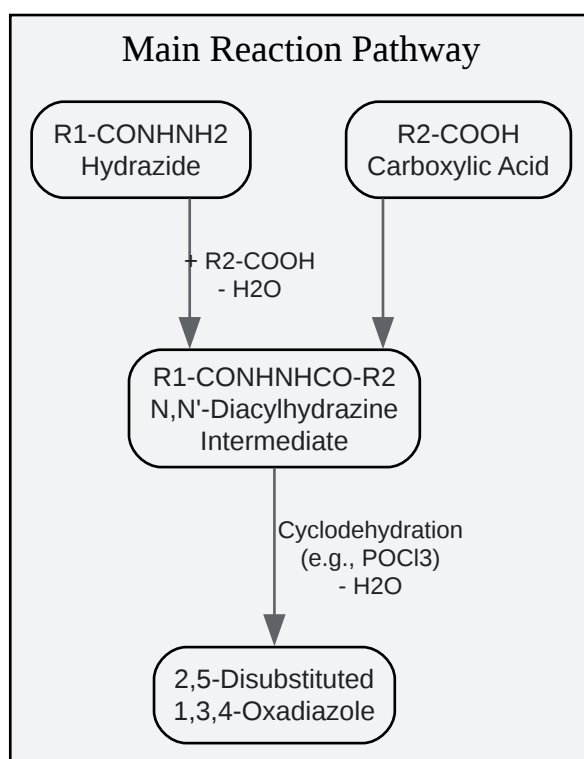 Main Reaction Pathway
R1-CONHNH2
Hydrazide
R2-COOH
Carboxylic Acid
+ R2-COOH
- H2O
R1-CONHNHCO-R2
N,N'-Diacylhydrazine
Intermediate
Cyclodehydration
(e.g., POCl3)
- H2O
2,5-Disubstituted
1,3,4-Oxadiazole